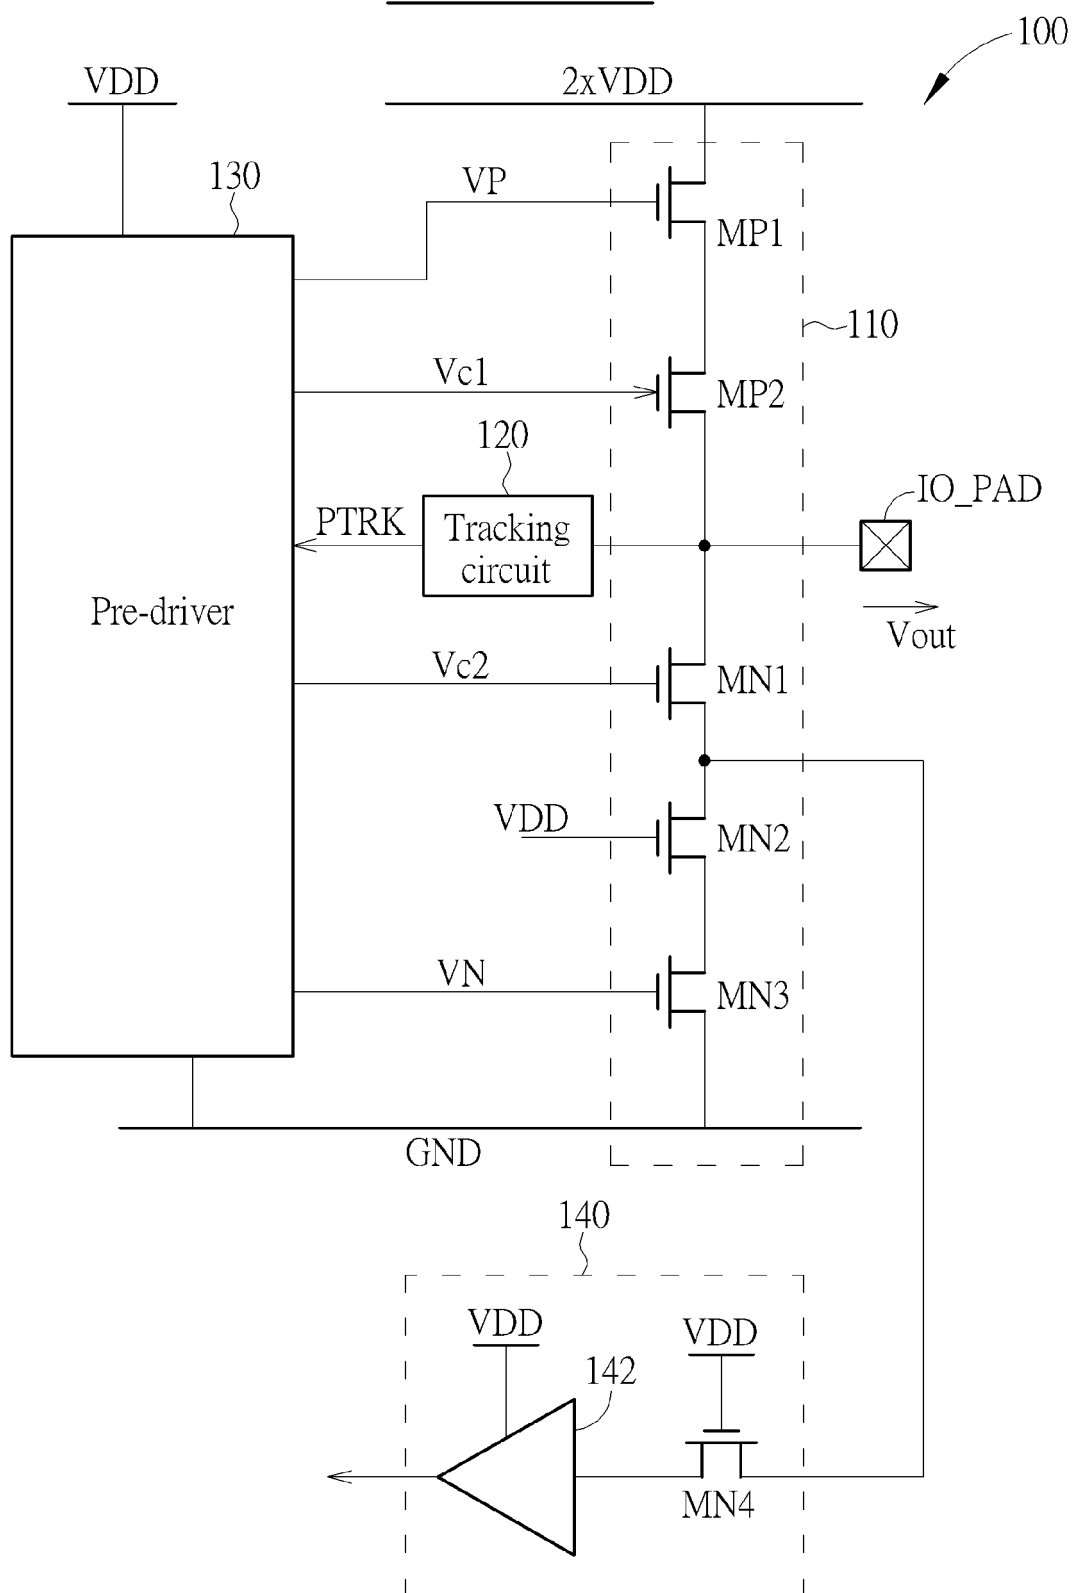 100
VDD
2xVDD
130
VP
MP1
110
Vc1
MP2
120
IO_PAD
PTRK
Tracking
circuit
Pre-driver
Vout
Vc2
MN1
VDD
MN2
VN
MN3
GND
140
VDD
VDD
142
MN4